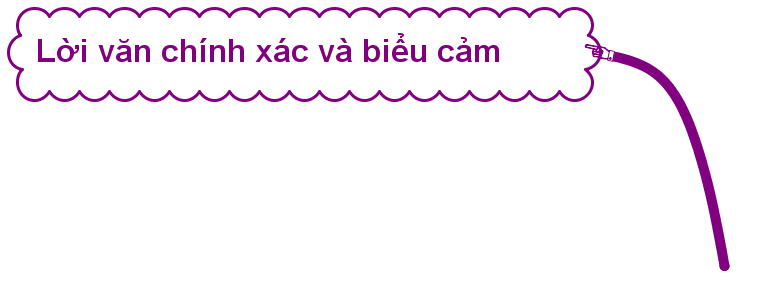 Lời văn chính xác và biểu cảm